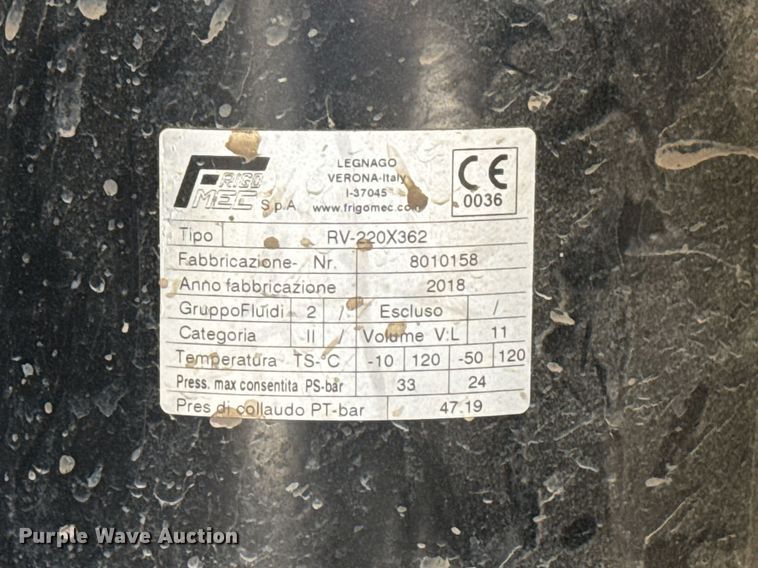 FRIGO MEC S.p.A
LEGNAGO
VERONA-Italy
I-37045
www.frigomec.com
CE
0036
Tipo RV-220X362
Fabbricazione- Nr. 8010158
Anno fabbricazione 2018
GruppoFluidi 2 / Escluso /
Categoria II / Volume V.L 11
Temperatura TS-°C -10 120 -50 120
Press. max consentita PS-bar 33 24
Pres di collaudo PT-bar 47.19
Purple Wave Auction